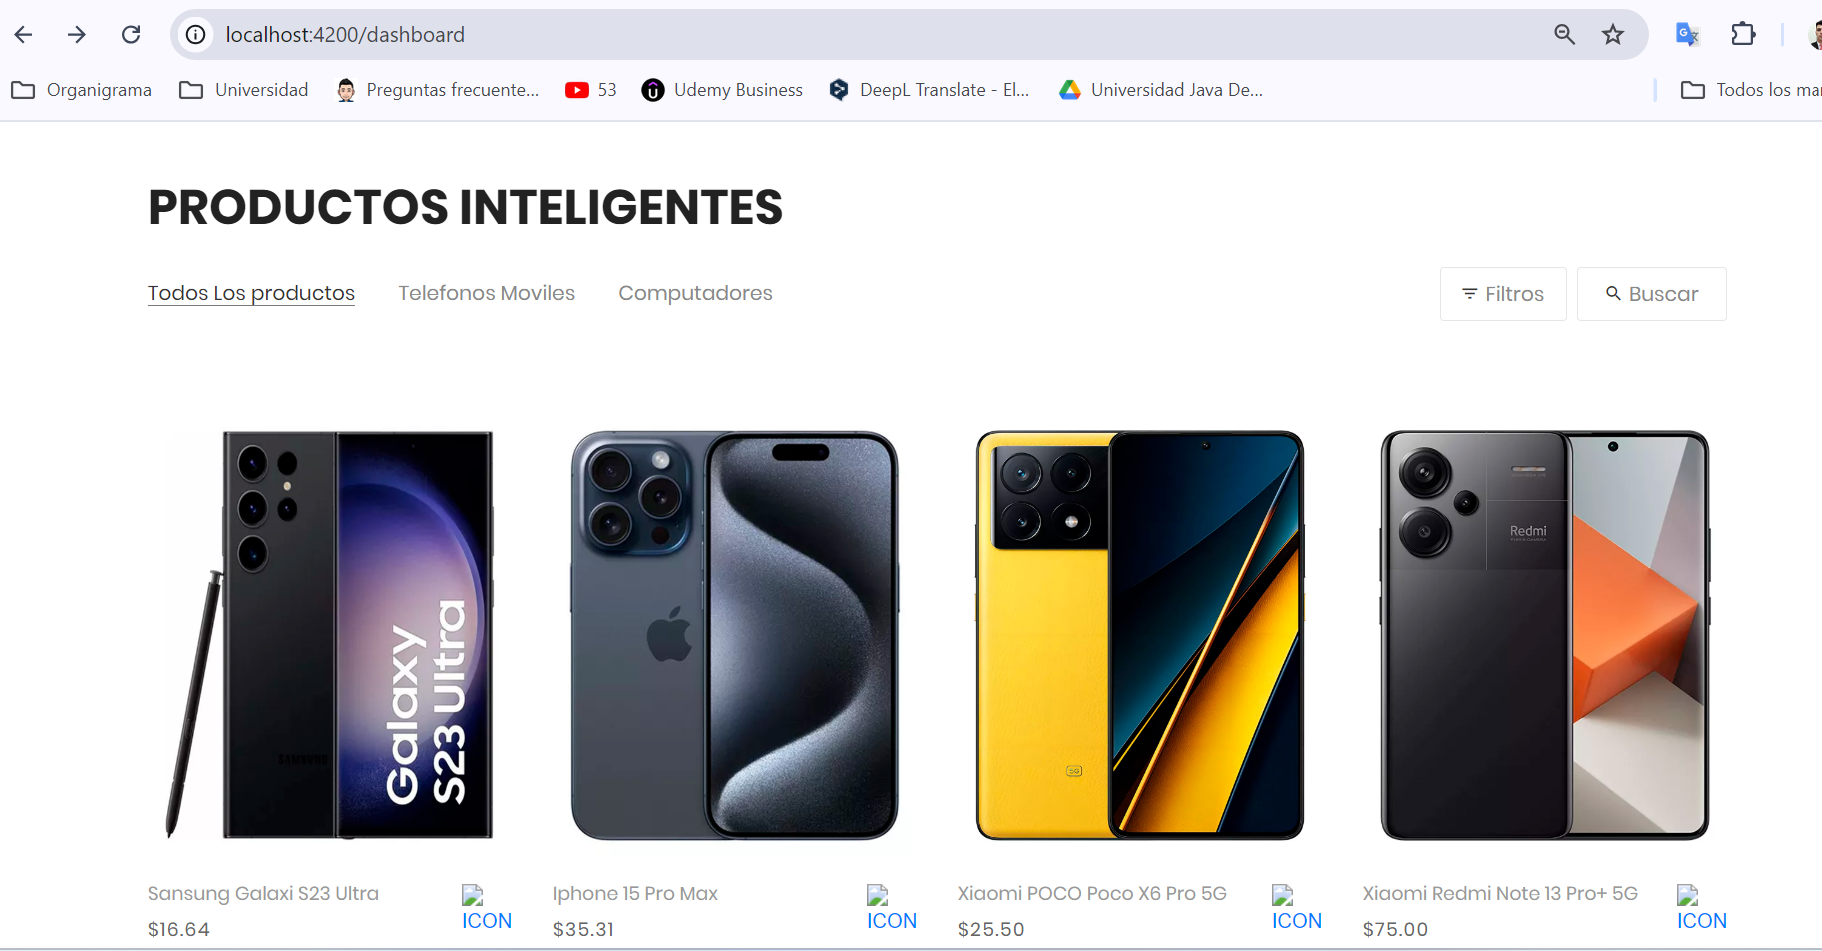 localhost:4200/dashboard
Organigrama Universidad Preguntas frecuente... 53 Udemy Business DeepL Translate - El... Universidad Java De... Todos los mar
PRODUCTOS INTELIGENTES
Todos Los productos Telefonos Moviles Computadores Filtros Buscar
Galaxy
S23 Ultra
SAMSUNG
5G
Redmi
Sansung Galaxi S23 Ultra ICON
$16.64
Iphone 15 Pro Max ICON
$35.31
Xiaomi POCO Poco X6 Pro 5G ICON
$25.50
Xiaomi Redmi Note 13 Pro+ 5G ICON
$75.00